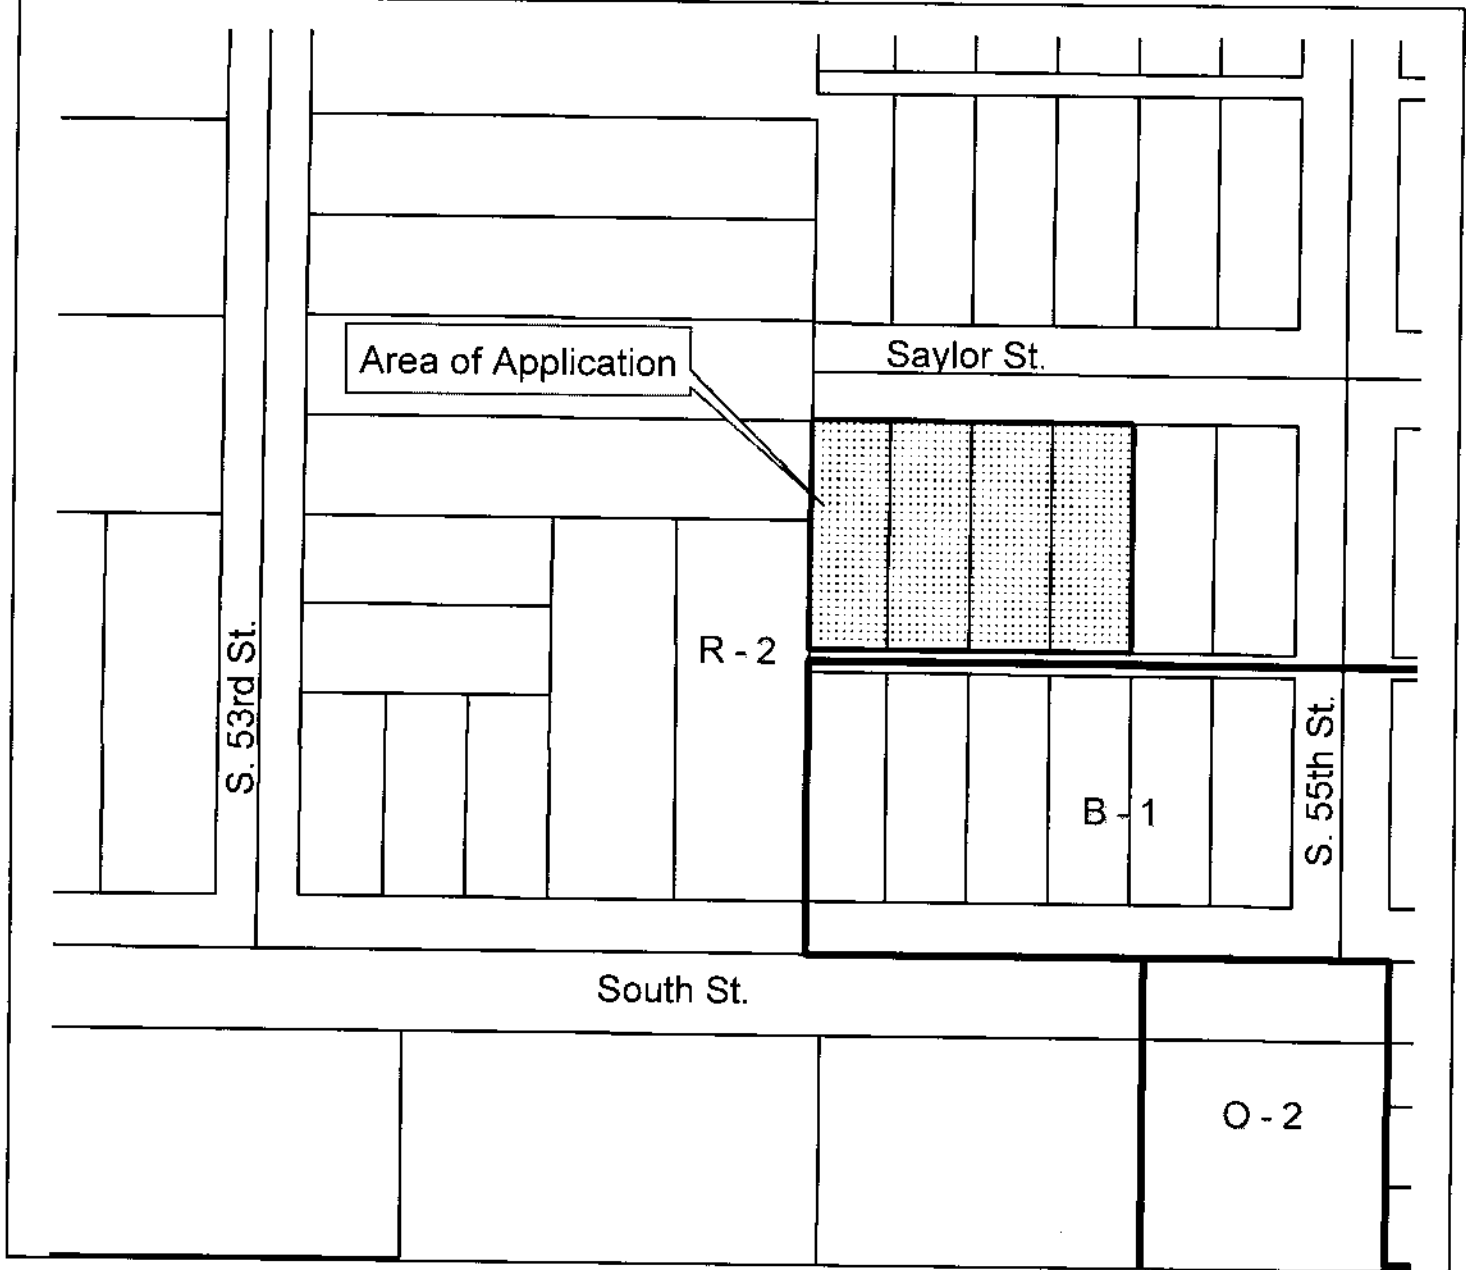 Saylor St.
Area of Application
R - 2
S. 53rd St.
S. 55th St.
B - 1
South St.
O - 2